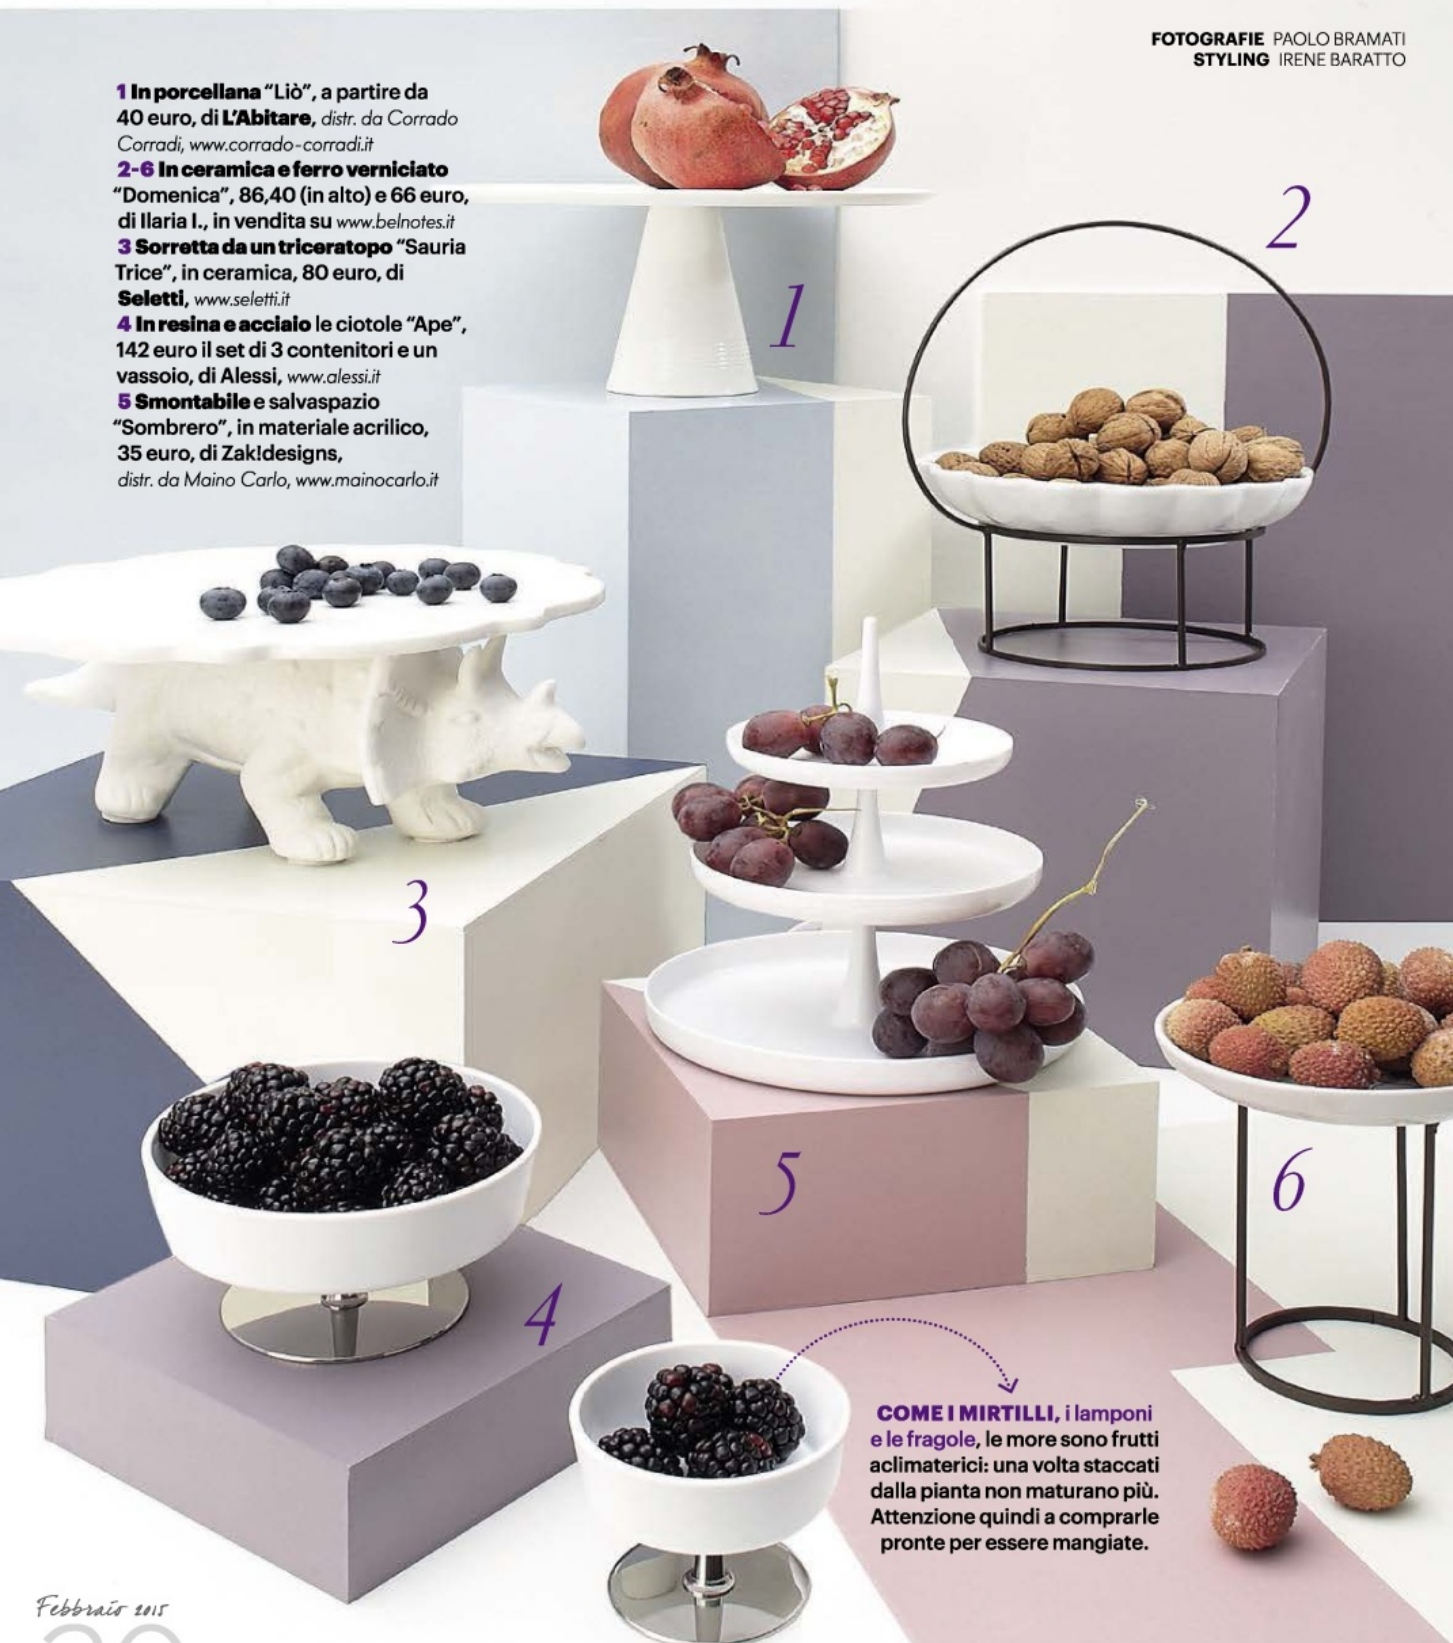 FOTOGRAFIE PAOLO BRAMATI
STYLING IRENE BARATTO
1 In porcellana “Liò”, a partire da
40 euro, di L’Abitare, distr. da Corrado
Corradi, www.corrado-corradi.it
2-6 In ceramica e ferro verniciato
“Domenica”, 86,40 (in alto) e 66 euro,
di Ilaria I., in vendita su www.belnotes.it
3 Sorretta da un triceratopo “Sauria
Trice”, in ceramica, 80 euro, di
Seletti, www.seletti.it
4 In resina e acciaio le ciotole “Ape”,
142 euro il set di 3 contenitori e un
vassoio, di Alessi, www.alessi.it
5 Smontabile e salvaspazio
“Sombrero”, in materiale acrilico,
35 euro, di Zak!designs,
distr. da Maino Carlo, www.mainocarlo.it
2
1
3
5
6
4
COME I MIRTILLI, i lamponi
e le fragole, le more sono frutti
aclimaterici: una volta staccati
dalla pianta non maturano più.
Attenzione quindi a comprarle
pronte per essere mangiate.
Febbraio 2015